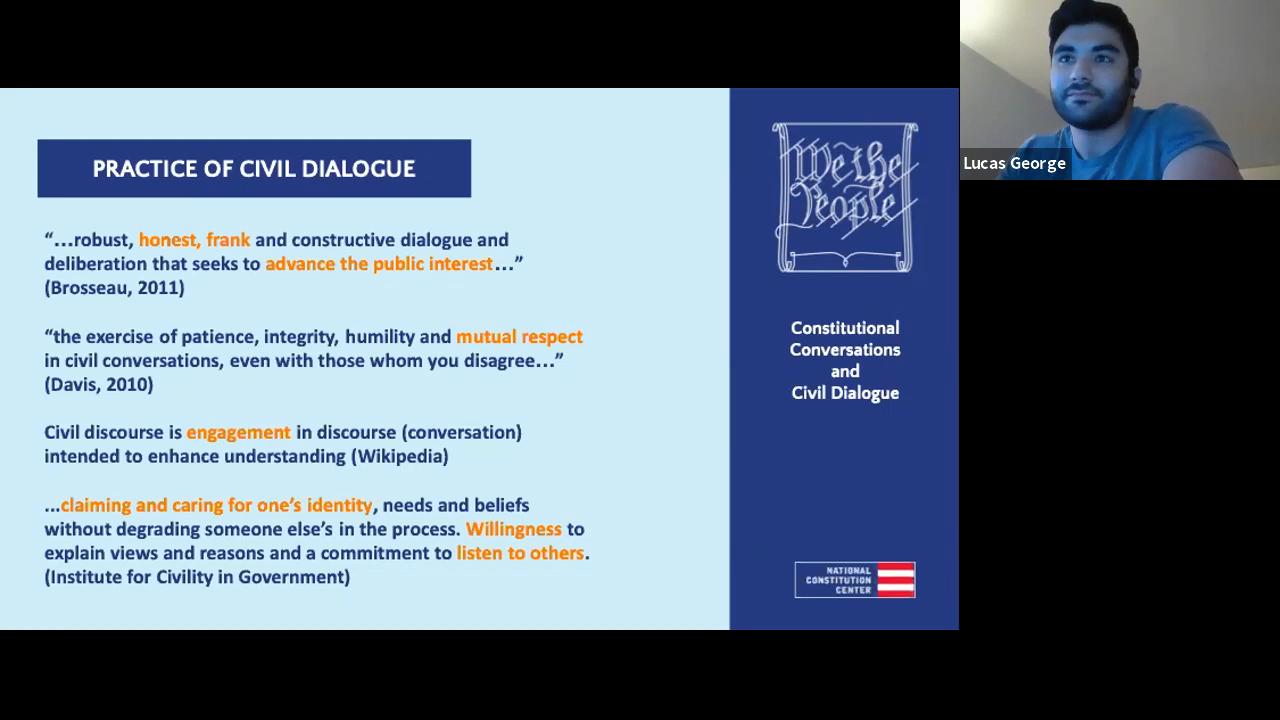 PRACTICE OF CIVIL DIALOGUE
“…robust, honest, frank and constructive dialogue and
deliberation that seeks to advance the public interest…”
(Brosseau, 2011)
“the exercise of patience, integrity, humility and mutual respect
in civil conversations, even with those whom you disagree…”
(Davis, 2010)
Civil discourse is engagement in discourse (conversation)
intended to enhance understanding (Wikipedia)
...claiming and caring for one’s identity, needs and beliefs
without degrading someone else’s in the process. Willingness to
explain views and reasons and a commitment to listen to others.
(Institute for Civility in Government)
We the
People
Constitutional
Conversations
and
Civil Dialogue
NATIONAL
CONSTITUTION
CENTER
Lucas George